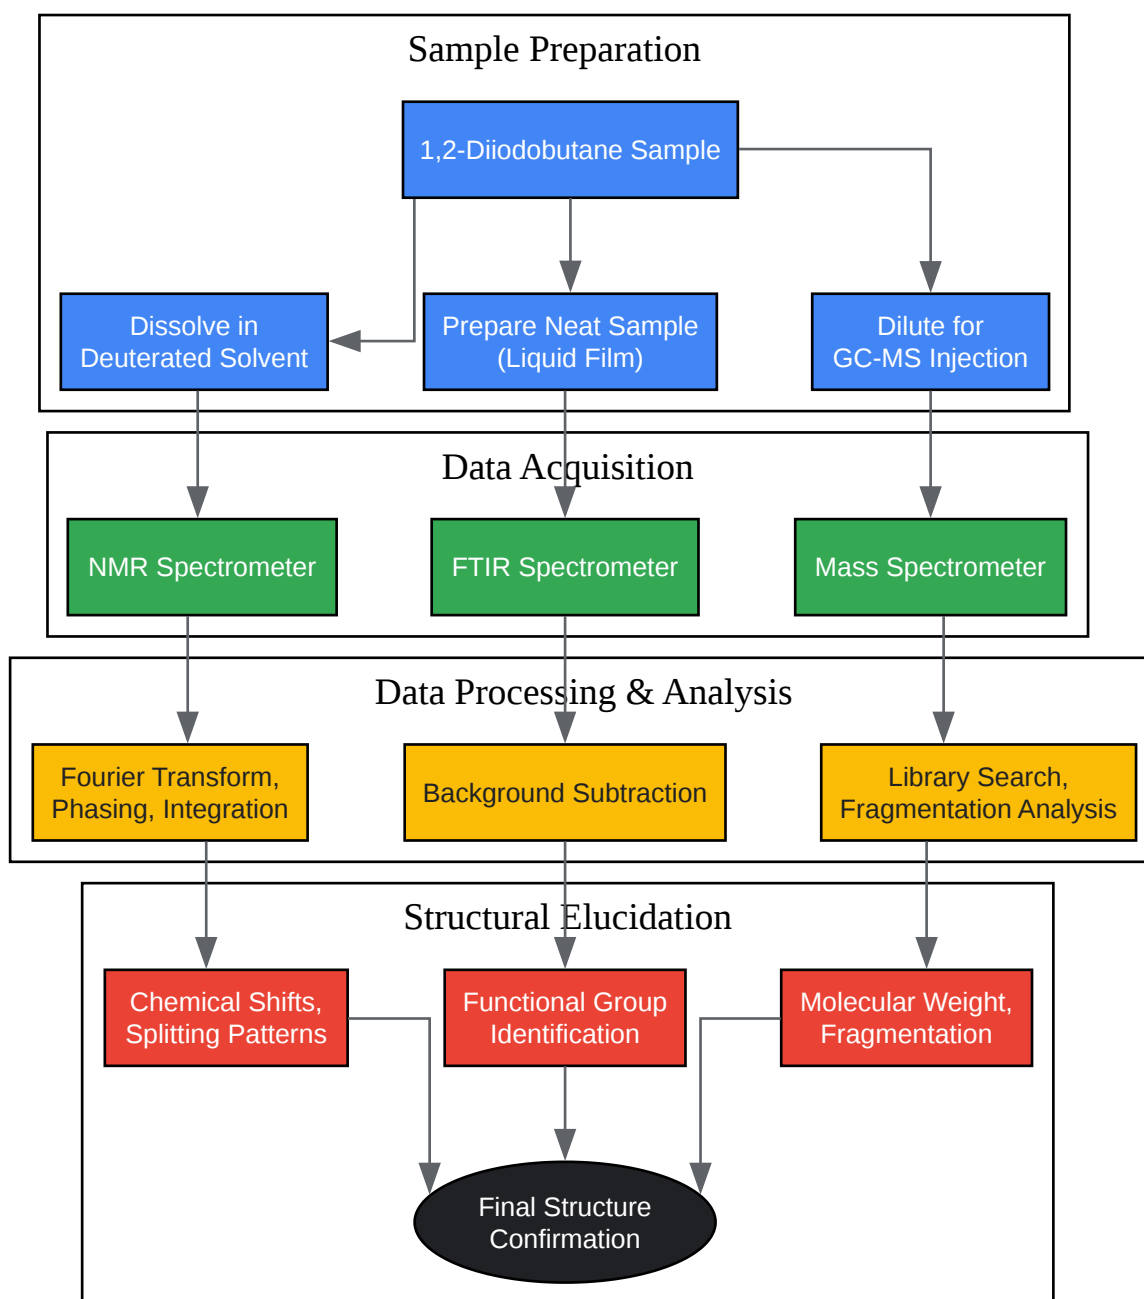 Sample Preparation
1,2-Diiodobutane Sample
Dissolve in
Deuterated Solvent
Prepare Neat Sample
(Liquid Film)
Dilute for
GC-MS Injection
Data Acquisition
NMR Spectrometer
FTIR Spectrometer
Mass Spectrometer
Data Processing & Analysis
Fourier Transform,
Phasing, Integration
Background Subtraction
Library Search,
Fragmentation Analysis
Structural Elucidation
Chemical Shifts,
Splitting Patterns
Functional Group
Identification
Molecular Weight,
Fragmentation
Final Structure
Confirmation